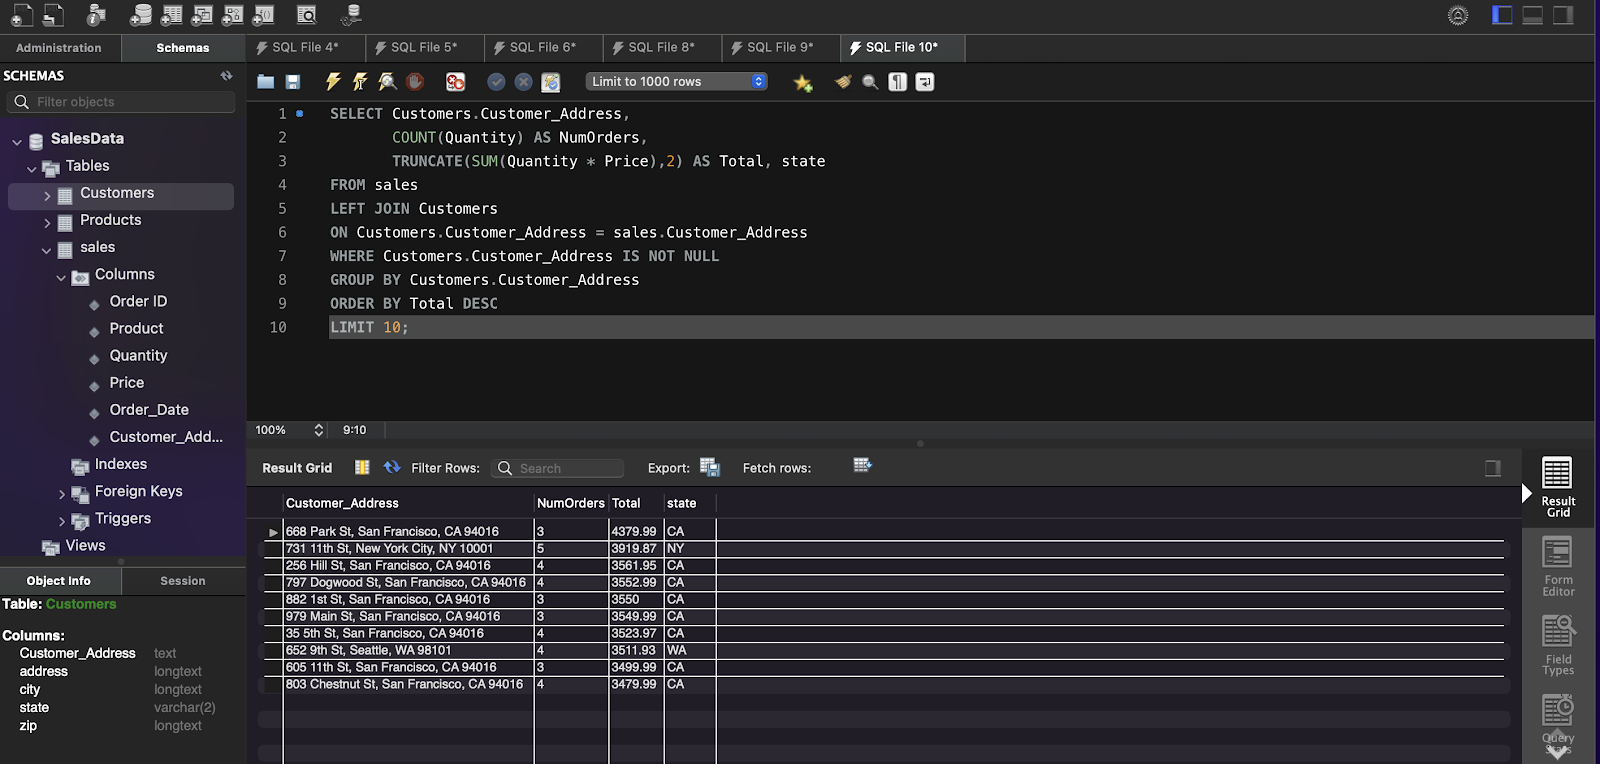 Administration Schemas SQL File 4* SQL File 5* SQL File 6* SQL File 8* SQL File 9* SQL File 10*
SCHEMAS
Filter objects
SalesData
Tables
Customers
Products
sales
Columns
Order ID
Product
Quantity
Price
Order_Date
Customer_Add...
Indexes
Foreign Keys
Triggers
Views
Object Info Session
Table: Customers
Columns:
Customer_Address text
address longtext
city longtext
state varchar(2)
zip longtext
Limit to 1000 rows
1 SELECT Customers.Customer_Address,
2 COUNT(Quantity) AS NumOrders,
3 TRUNCATE(SUM(Quantity * Price),2) AS Total, state
4 FROM sales
5 LEFT JOIN Customers
6 ON Customers.Customer_Address = sales.Customer_Address
7 WHERE Customers.Customer_Address IS NOT NULL
8 GROUP BY Customers.Customer_Address
9 ORDER BY Total DESC
10 LIMIT 10;
100% 9:10
Result Grid Filter Rows: Search Export: Fetch rows:
Customer_Address NumOrders Total state
668 Park St, San Francisco, CA 94016 3 4379.99 CA
731 11th St, New York City, NY 10001 5 3919.87 NY
256 Hill St, San Francisco, CA 94016 4 3561.95 CA
797 Dogwood St, San Francisco, CA 94016 4 3552.99 CA
882 1st St, San Francisco, CA 94016 3 3550 CA
979 Main St, San Francisco, CA 94016 3 3549.99 CA
35 5th St, San Francisco, CA 94016 4 3523.97 CA
652 9th St, Seattle, WA 98101 4 3511.93 WA
605 11th St, San Francisco, CA 94016 3 3499.99 CA
803 Chestnut St, San Francisco, CA 94016 4 3479.99 CA
Result
Grid
Form
Editor
Field
Types
Query
Stats